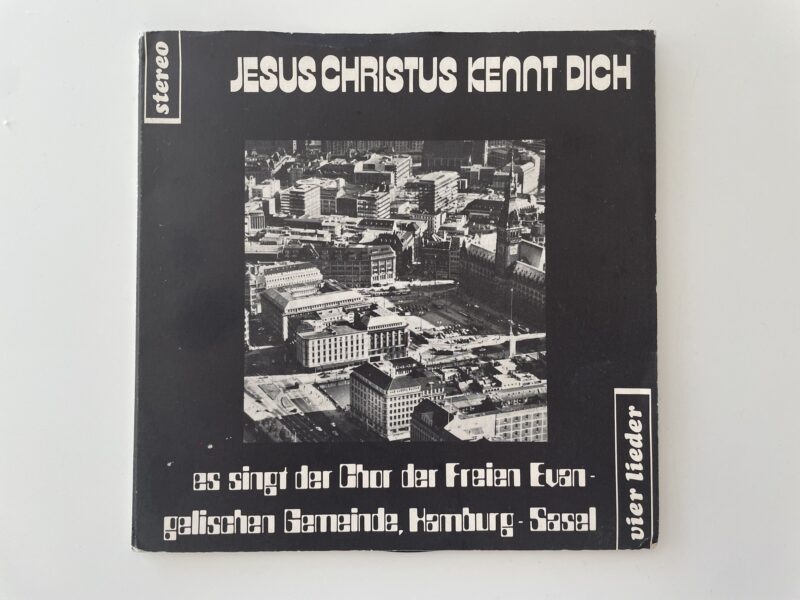 stereo
JESUS CHRISTUS KENNT DICH
es singt der Chor der Freien Evan-
gelischen Gemeinde, Hamburg-Sasel
vier lieder